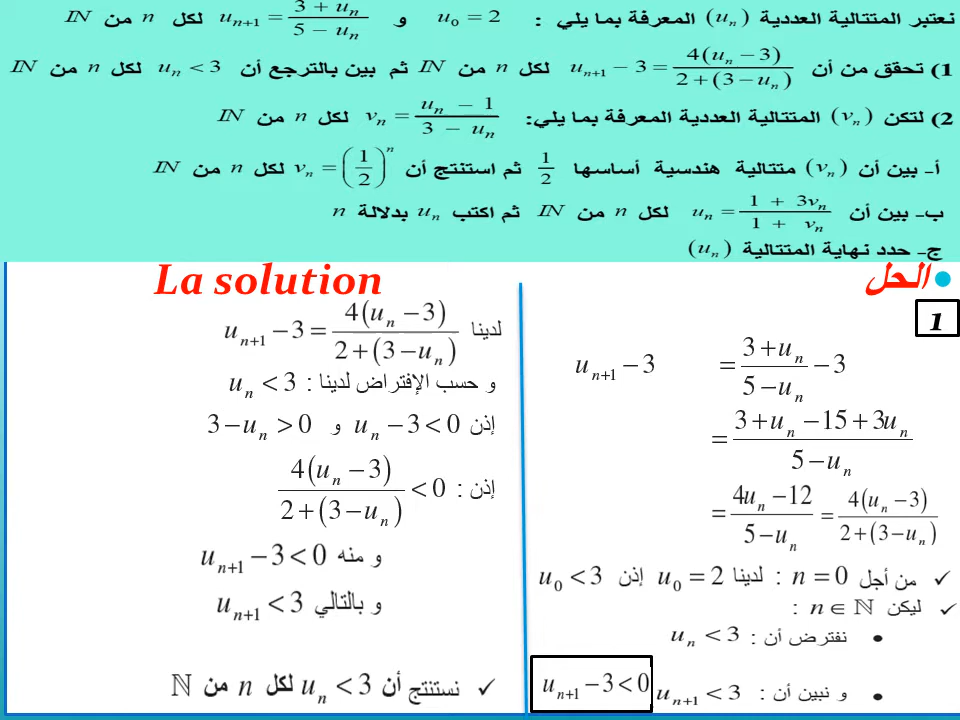 نعتبر المتتالية العددية (uₙ) المعرفة بما يلي : u₀ = 2 و uₙ₊₁ = (3 + uₙ)/(5 − uₙ) لكل n من IN
1) تحقق من أن uₙ₊₁ − 3 = 4(uₙ − 3)/(2 + (3 − uₙ)) لكل n من IN ثم بين بالترجع أن uₙ < 3 لكل n من IN
2) لتكن (vₙ) المتتالية العددية المعرفة بما يلي: vₙ = (uₙ − 1)/(3 − uₙ) لكل n من IN
أ- بين أن (vₙ) متتالية هندسية أساسها 1/2 ثم استنتج أن vₙ = (1/2)ⁿ لكل n من IN
ب- بين أن uₙ = (1 + 3vₙ)/(1 + vₙ) لكل n من IN ثم اكتب uₙ بدلالة n
ج- حدد نهاية المتتالية (uₙ)
• الحل
La solution
1
uₙ₊₁ − 3 = (3 + uₙ)/(5 − uₙ) − 3
= (3 + uₙ − 15 + 3uₙ)/(5 − uₙ)
= (4uₙ − 12)/(5 − uₙ) = 4(uₙ − 3)/(2 + (3 − uₙ))
✓ من أجل n = 0 : لدينا u₀ = 2 إذن u₀ < 3
✓ ليكن n ∈ ℕ :
• نفترض أن : uₙ < 3
• و نبين أن : uₙ₊₁ < 3 uₙ₊₁ − 3 < 0
لدينا uₙ₊₁ − 3 = 4(uₙ − 3)/(2 + (3 − uₙ))
و حسب الإفتراض لدينا : uₙ < 3
إذن uₙ − 3 < 0 و 3 − uₙ > 0
إذن : 4(uₙ − 3)/(2 + (3 − uₙ)) < 0
و منه uₙ₊₁ − 3 < 0
و بالتالي uₙ₊₁ < 3
✓ نستنتج أن uₙ < 3 لكل n من ℕ